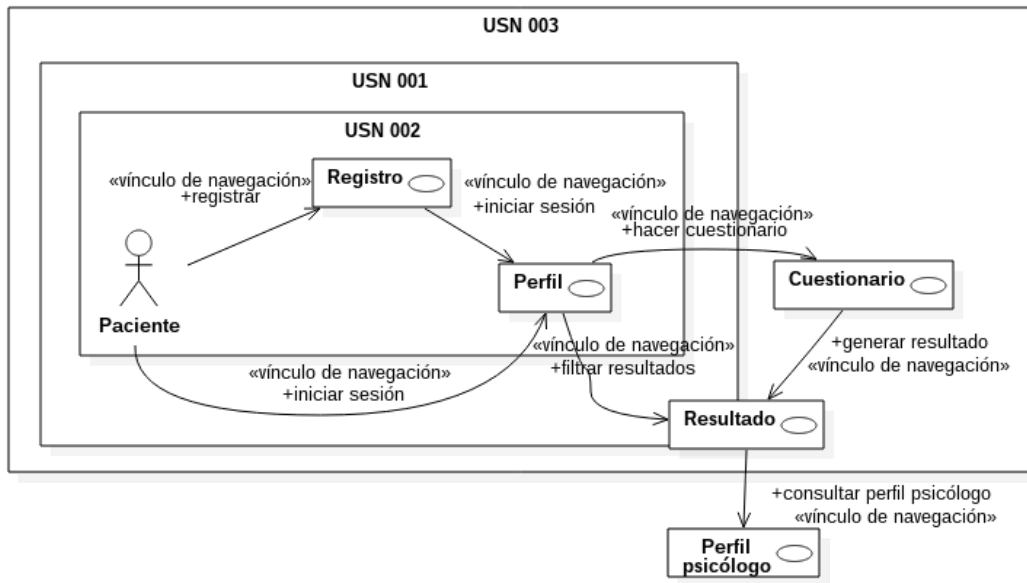 USN 003
USN 001
USN 002
Registro
«vínculo de navegación»
+registrar
«vínculo de navegación»
+iniciar sesión
«vínculo de navegación»
+hacer cuestionario
Perfil
Cuestionario
Paciente
«vínculo de navegación»
+filtrar resultados
+generar resultado
«vínculo de navegación»
«vínculo de navegación»
+iniciar sesión
Resultado
+consultar perfil psicólogo
«vínculo de navegación»
Perfil
psicólogo